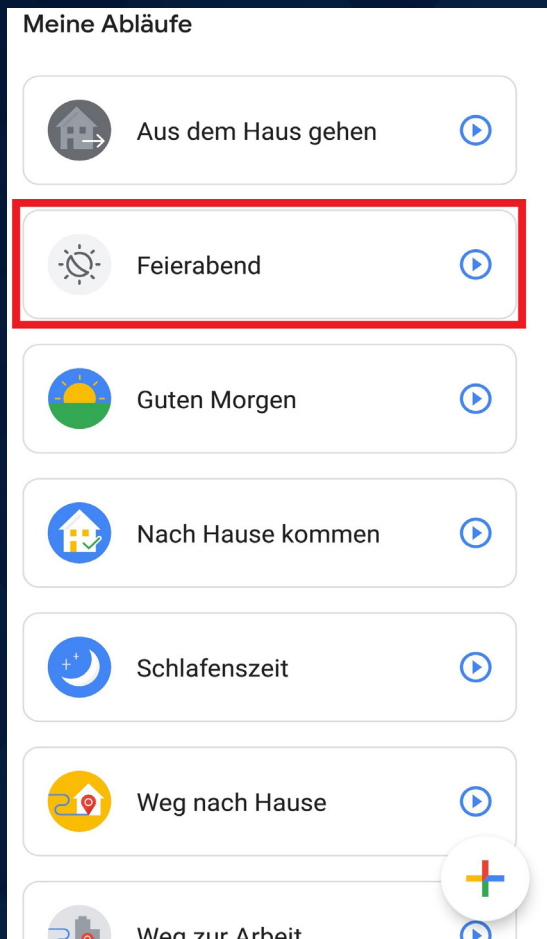 Meine Abläufe
Aus dem Haus gehen
Feierabend
Guten Morgen
Nach Hause kommen
Schlafenszeit
Weg nach Hause
Weg zur Arbeit